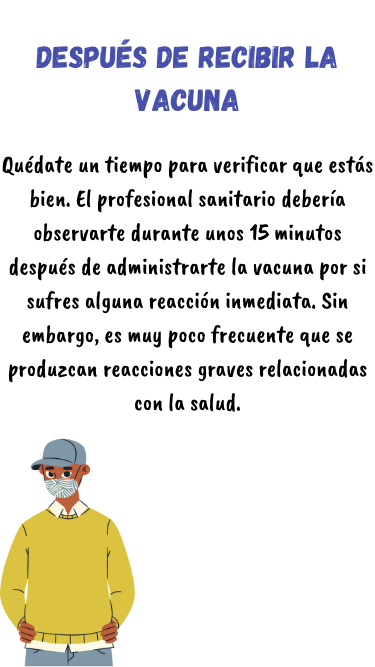 DESPUÉS DE RECIBIR LA
VACUNA
Quédate un tiempo para verificar que estás
bien. El profesional sanitario debería
observarte durante unos 15 minutos
después de administrarte la vacuna por si
sufres alguna reacción inmediata. Sin
embargo, es muy poco frecuente que se
produzcan reacciones graves relacionadas
con la salud.